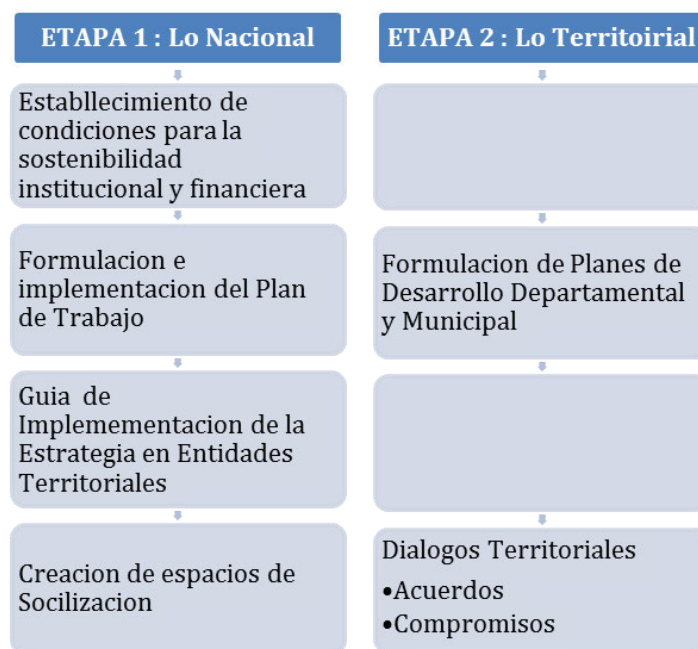 ETAPA 1 : Lo Nacional
Establlecimiento de
condiciones para la
sostenibilidad
institucional y financiera
Formulacion e
implementacion del Plan
de Trabajo
Guia de
Implemementacion de la
Estrategia en Entidades
Territoriales
Creacion de espacios de
Socilizacion
ETAPA 2 : Lo Territoirial
Formulacion de Planes de
Desarrollo Departamental
y Municipal
Dialogos Territoriales
•Acuerdos
•Compromisos